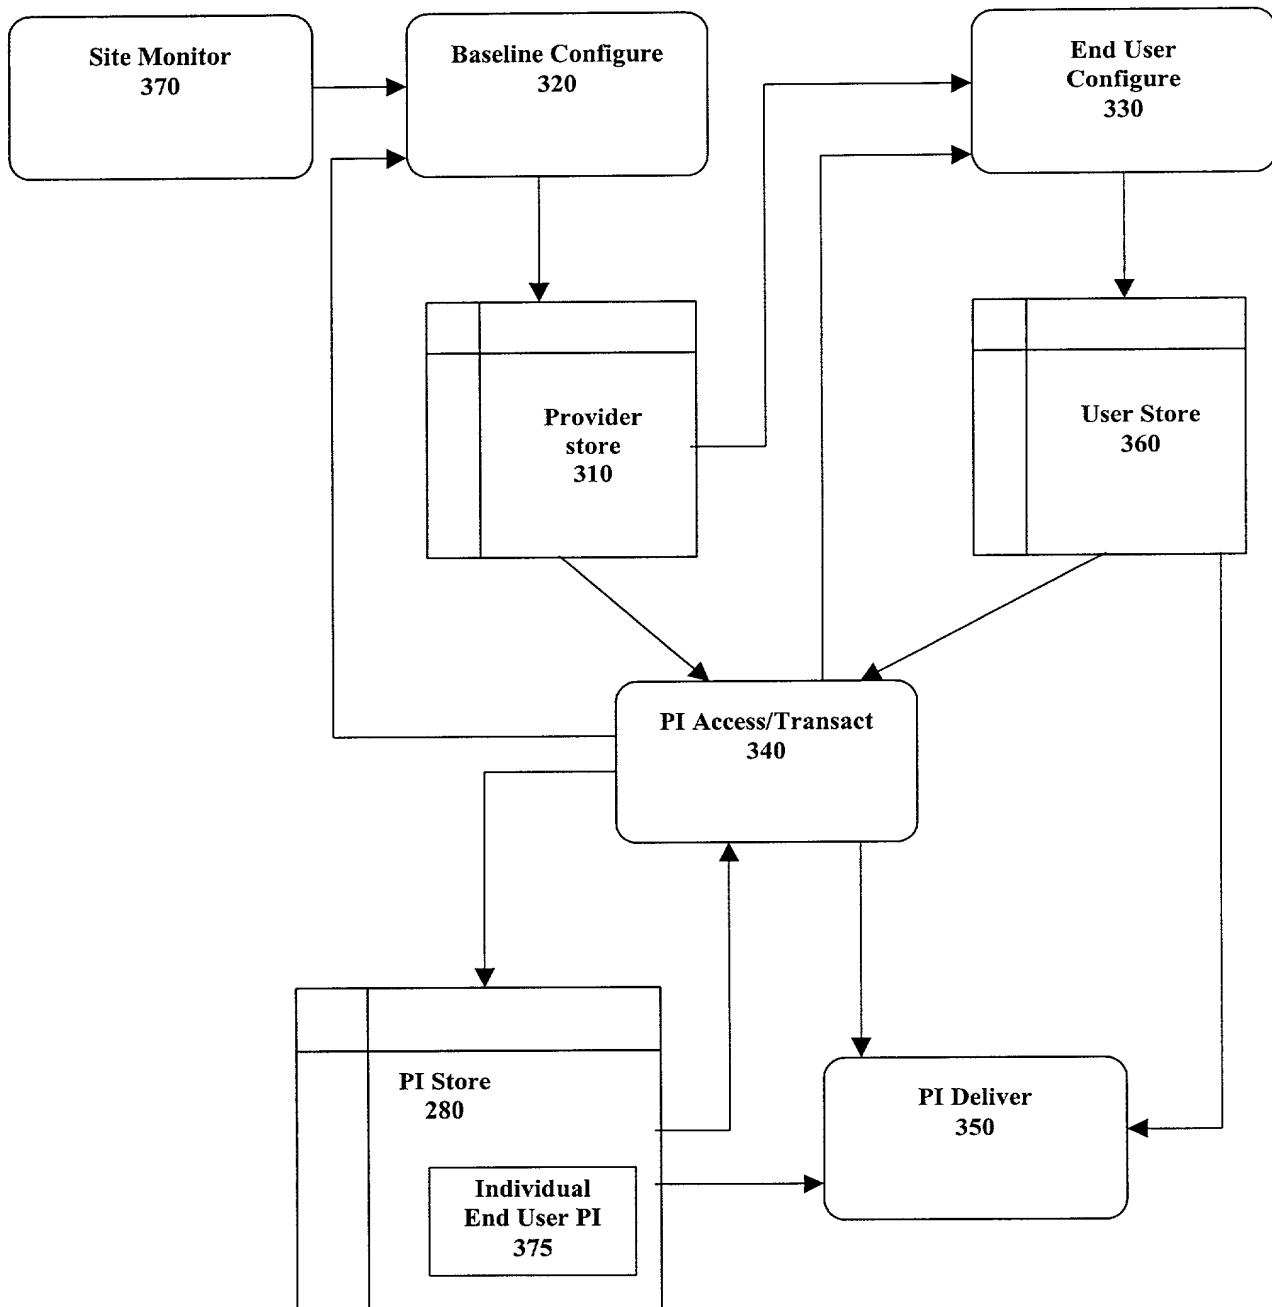 Site Monitor
370
Baseline Configure
320
End User
Configure
330
Provider
store
310
User Store
360
PI Access/Transact
340
PI Store
280
Individual
End User PI
375
PI Deliver
350